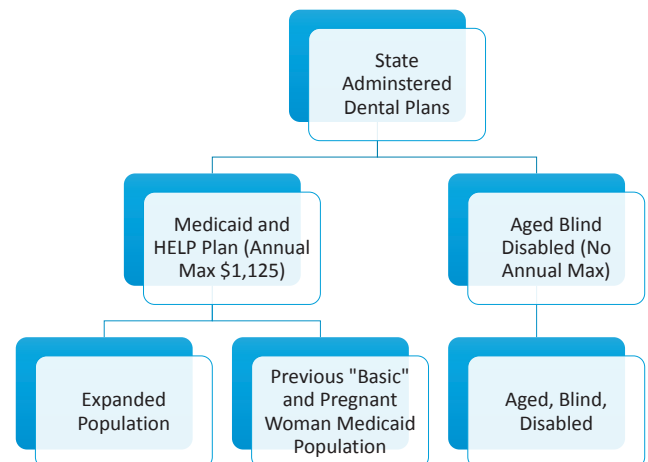 State
Adminstered
Dental Plans
Medicaid and
HELP Plan (Annual
Max $1,125)
Aged Blind
Disabled (No
Annual Max)
Expanded
Population
Previous "Basic"
and Pregnant
Woman Medicaid
Population
Aged, Blind,
Disabled